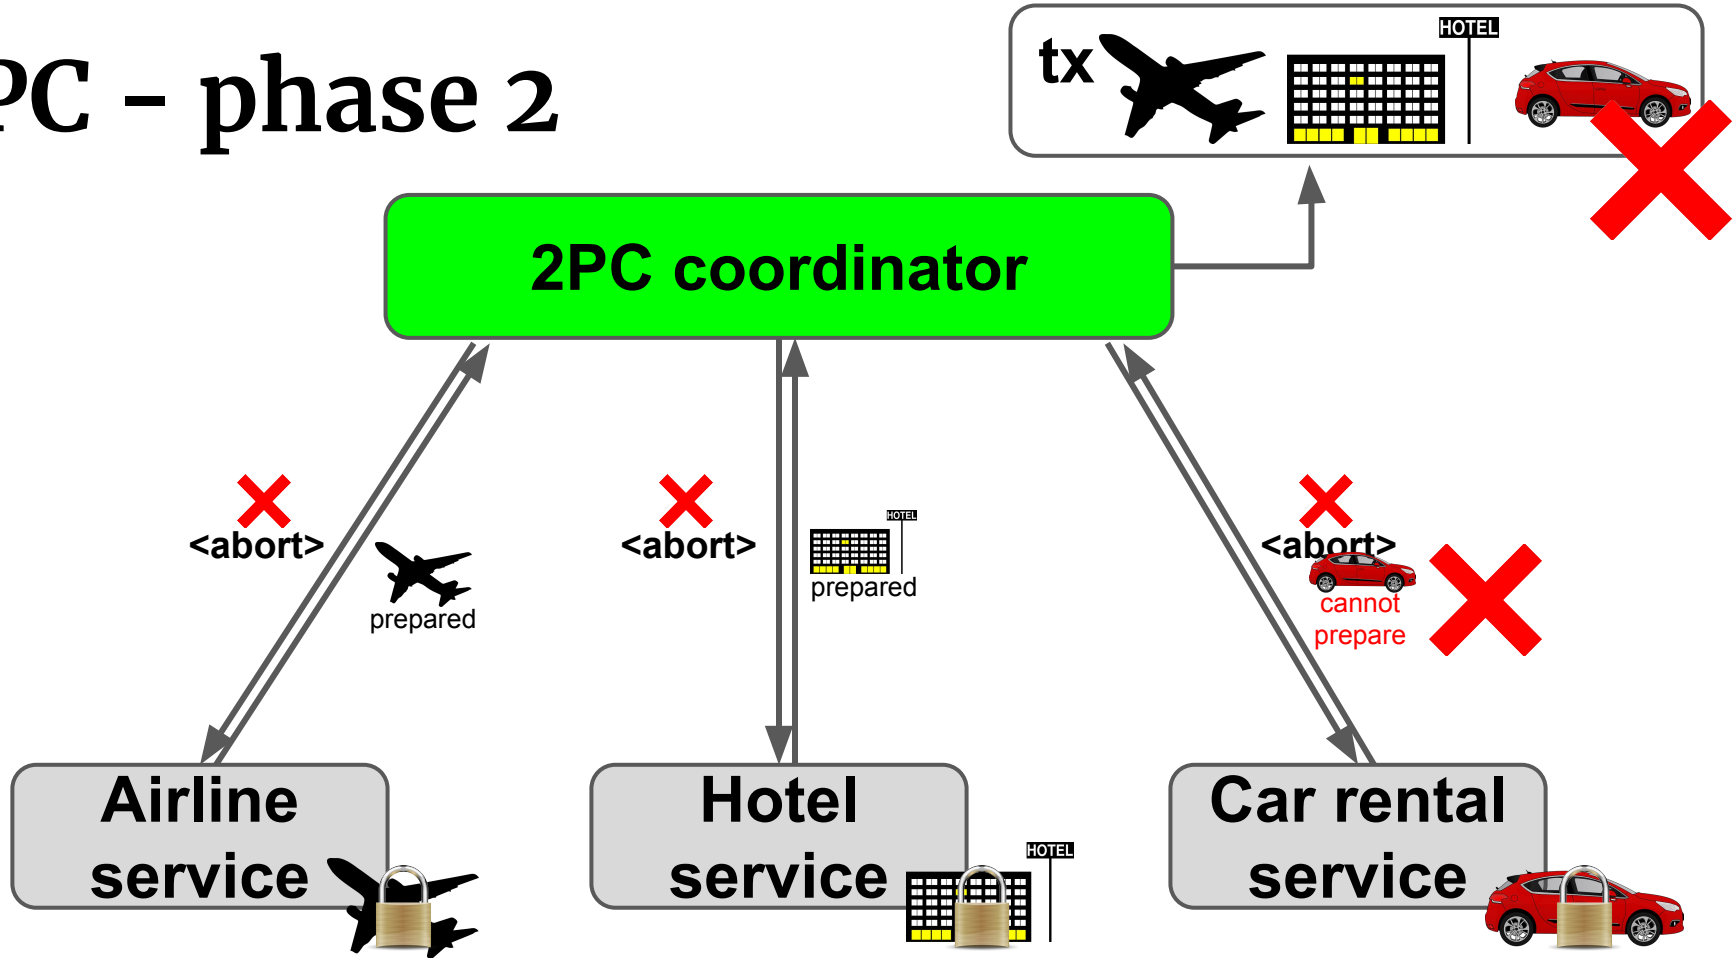 PC – phase 2
HOTEL
tx
2PC coordinator
<abort>
prepared
<abort>
HOTEL
prepared
<abort>
cannot
prepare
Airline
service
Hotel
service
HOTEL
Car rental
service